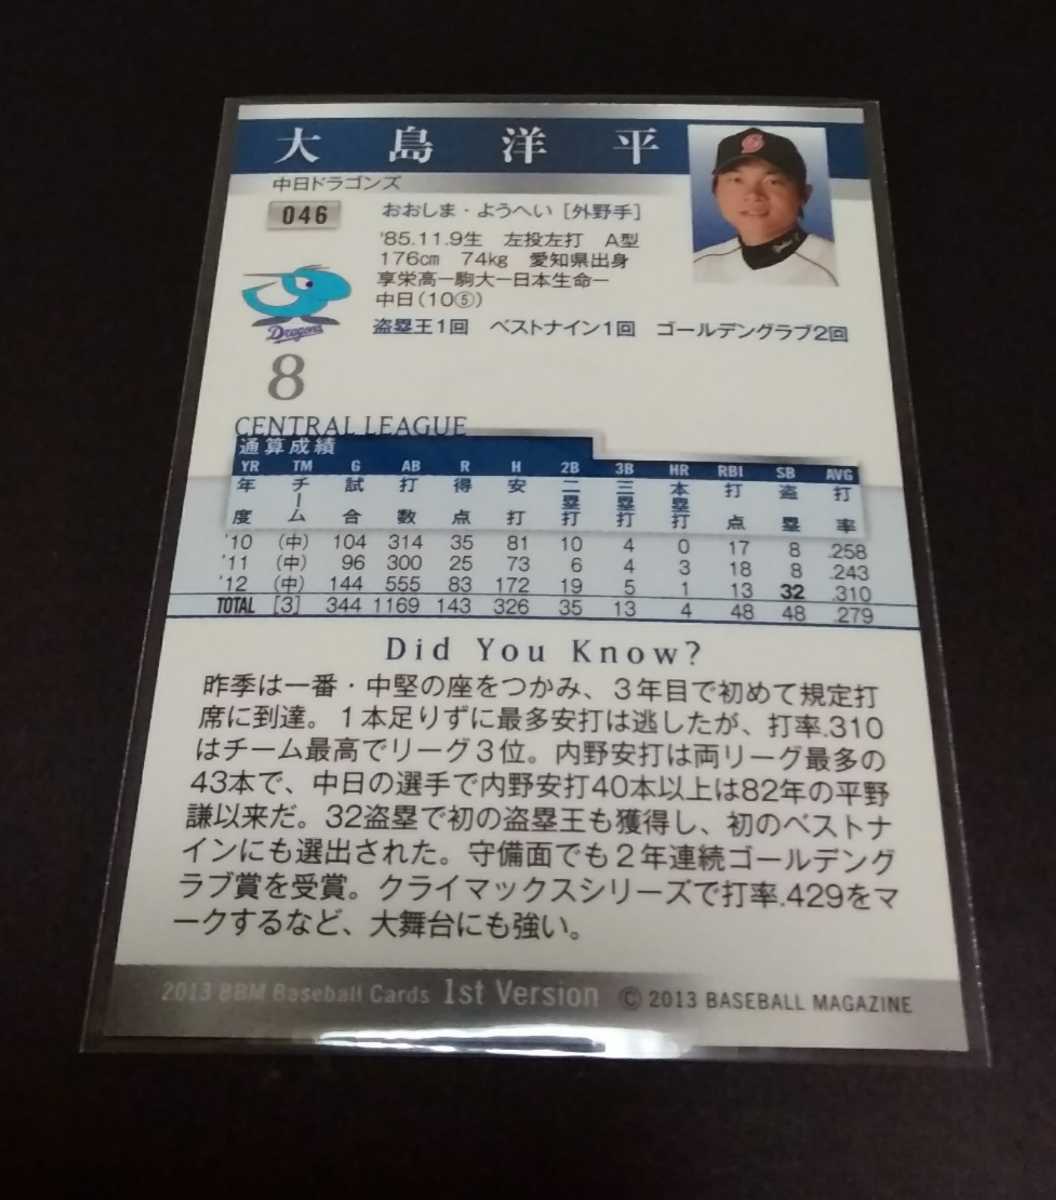 大島洋平
中日ドラゴンズ
046
おおしま・ようへい［外野手］
'85.11.9生 左投左打 A型
176cm 74kg 愛知県出身
享栄高ー駒大ー日本生命ー
中日（10⑤）
盗塁王1回 ベストナイン1回 ゴールデングラブ2回
Dragons
8
CENTRAL LEAGUE
通算成績
YR TM G AB R H 2B 3B HR RBI SB AVG
年度 チーム 試合 打数 得点 安打 二塁打 三塁打 本塁打 打点 盗塁 打率
'10 (中) 104 314 35 81 10 4 0 17 8 .258
'11 (中) 96 300 25 73 6 4 3 18 8 .243
'12 (中) 144 555 83 172 19 5 1 13 32 .310
TOTAL [3] 344 1169 143 326 35 13 4 48 48 .279
Did You Know?
昨季は一番・中堅の座をつかみ、３年目で初めて規定打
席に到達。１本足りずに最多安打は逃したが、打率.310
はチーム最高でリーグ３位。内野安打は両リーグ最多の
43本で、中日の選手で内野安打40本以上は82年の平野
謙以来だ。32盗塁で初の盗塁王も獲得し、初のベストナ
インにも選出された。守備面でも２年連続ゴールデング
ラブ賞を受賞。クライマックスシリーズで打率.429をマ
ークするなど、大舞台にも強い。
2013 BBM Baseball Cards 1st Version © 2013 BASEBALL MAGAZINE